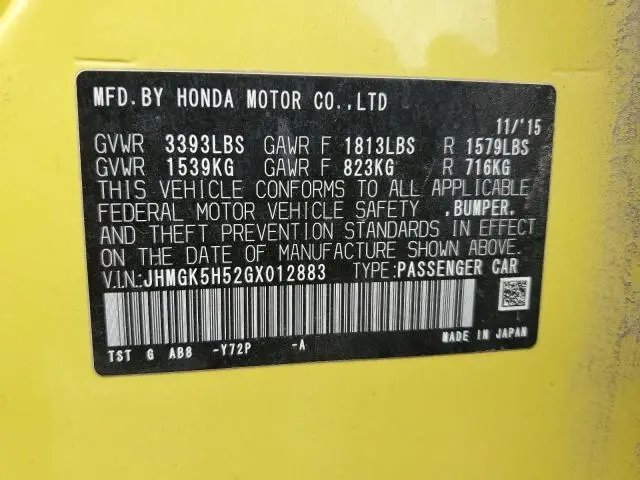 MFD.BY HONDA MOTOR CO.,LTD
11/'15
GVWR 3393LBS GAWR F 1813LBS R 1579LBS
GVWR 1539KG GAWR F 823KG R 716KG
THIS VEHICLE CONFORMS TO ALL APPLICABLE
FEDERAL MOTOR VEHICLE SAFETY ,BUMPER,
AND THEFT PREVENTION STANDARDS IN EFFECT
ON THE DATE OF MANUFACTURE SHOWN ABOVE.
V.I.N:JHMGK5H52GX012883 TYPE:PASSENGER CAR
TST G AB8 -Y72P -A
MADE IN JAPAN